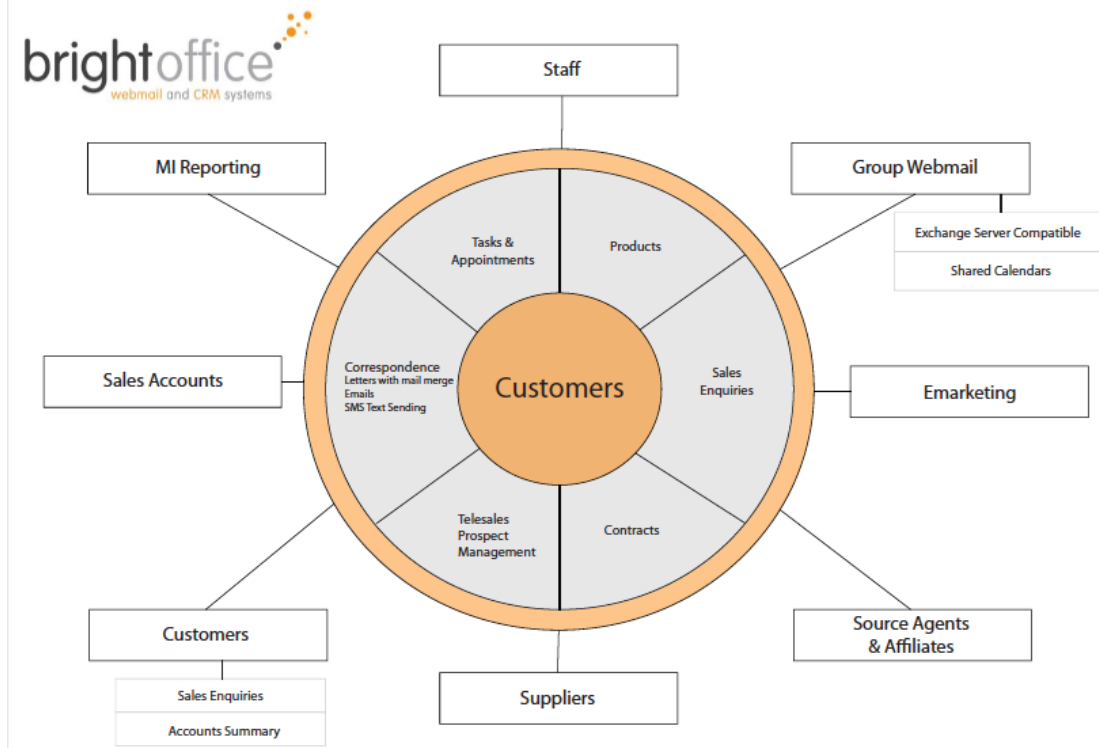 brightoffice
webmail and CRM systems
Staff
MI Reporting
Group Webmail
Exchange Server Compatible
Shared Calendars
Tasks &
Appointments
Products
Sales Accounts
Correspondence
Letters with mail merge
Emails
SMS Text Sending
Customers
Sales
Enquiries
Emarketing
Telesales
Prospect
Management
Contracts
Customers
Sales Enquiries
Accounts Summary
Suppliers
Source Agents
& Affiliates